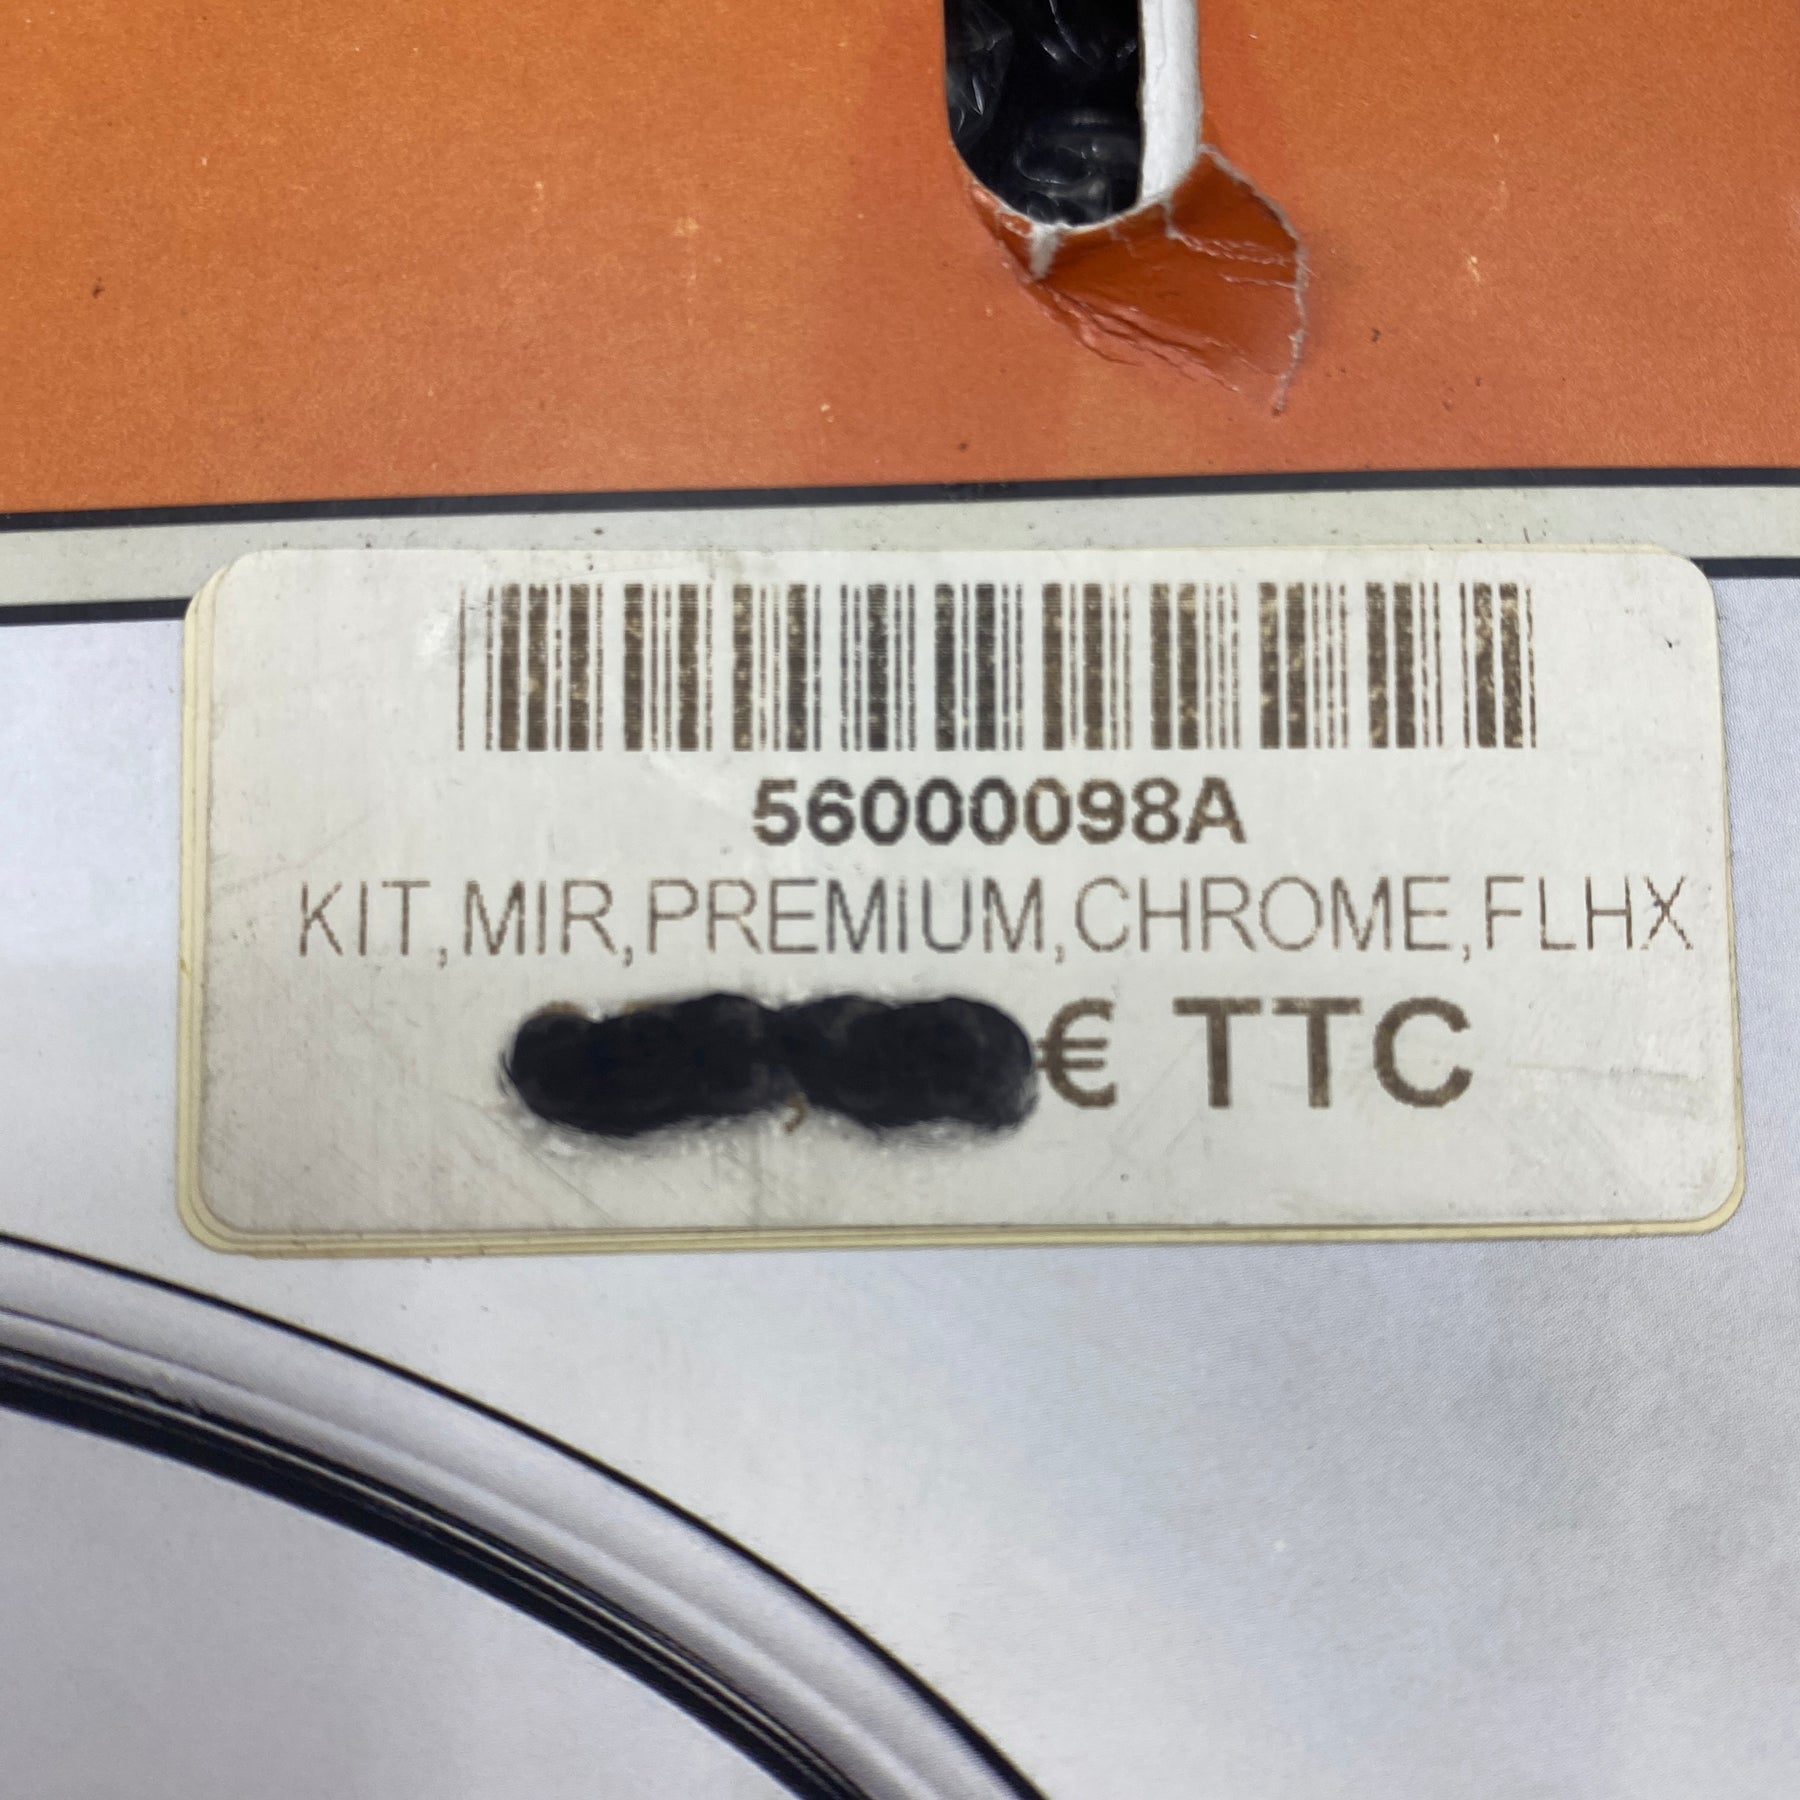 56000098A
KIT,MIR,PREMIUM,CHROME,FLHX
€ TTC